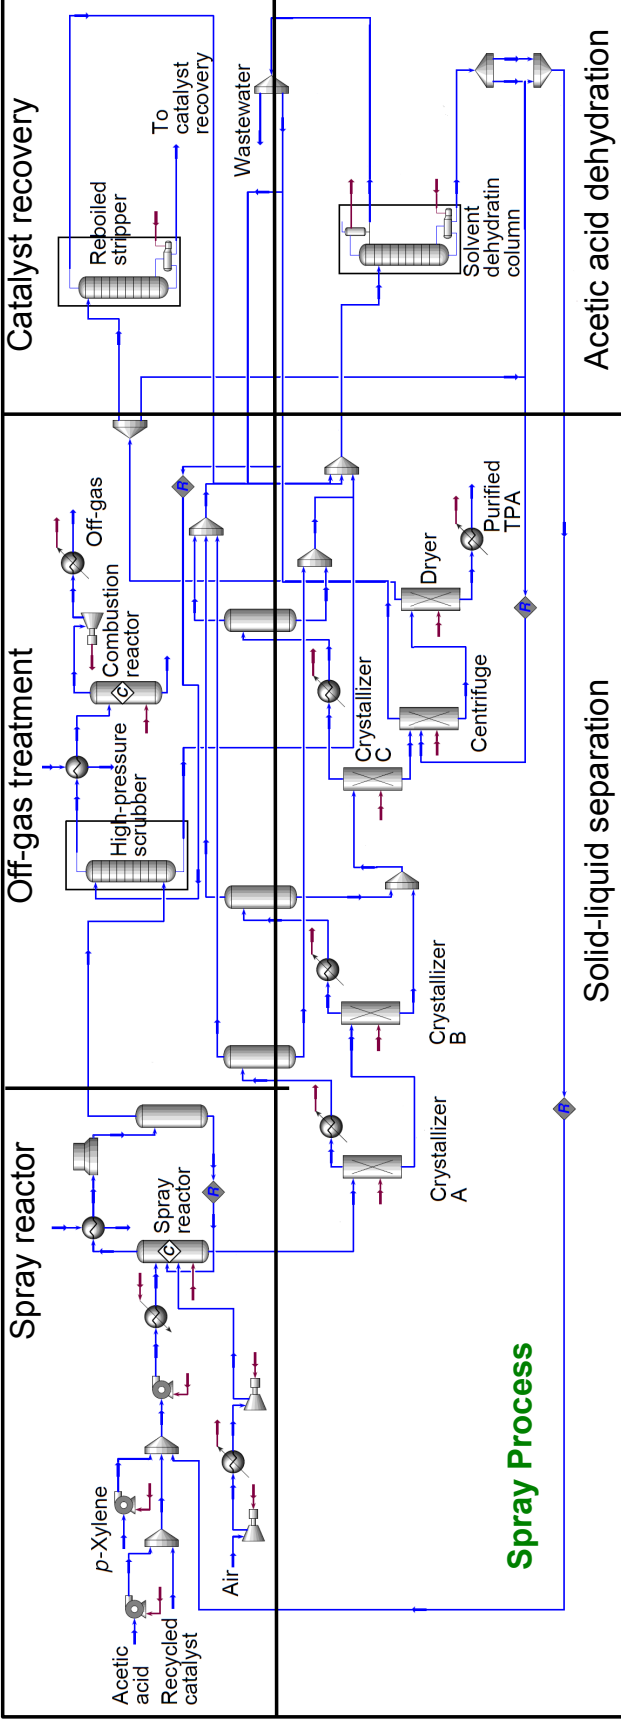 Spray reactor
Off-gas treatment
Catalyst recovery
Acetic
acid
Recycled
catalyst
p-Xylene
Air
Spray
reactor
C
R
High-pressure
scrubber
Combustion
reactor
C
Off-gas
R
Reboiled
stripper
To
catalyst
recovery
Wastewater
Crystallizer
A
Crystallizer
B
Crystallizer
C
Centrifuge
Dryer
Purified
TPA
R
R
Solvent
dehydratin
column
Spray Process
Solid-liquid separation
Acetic acid dehydration